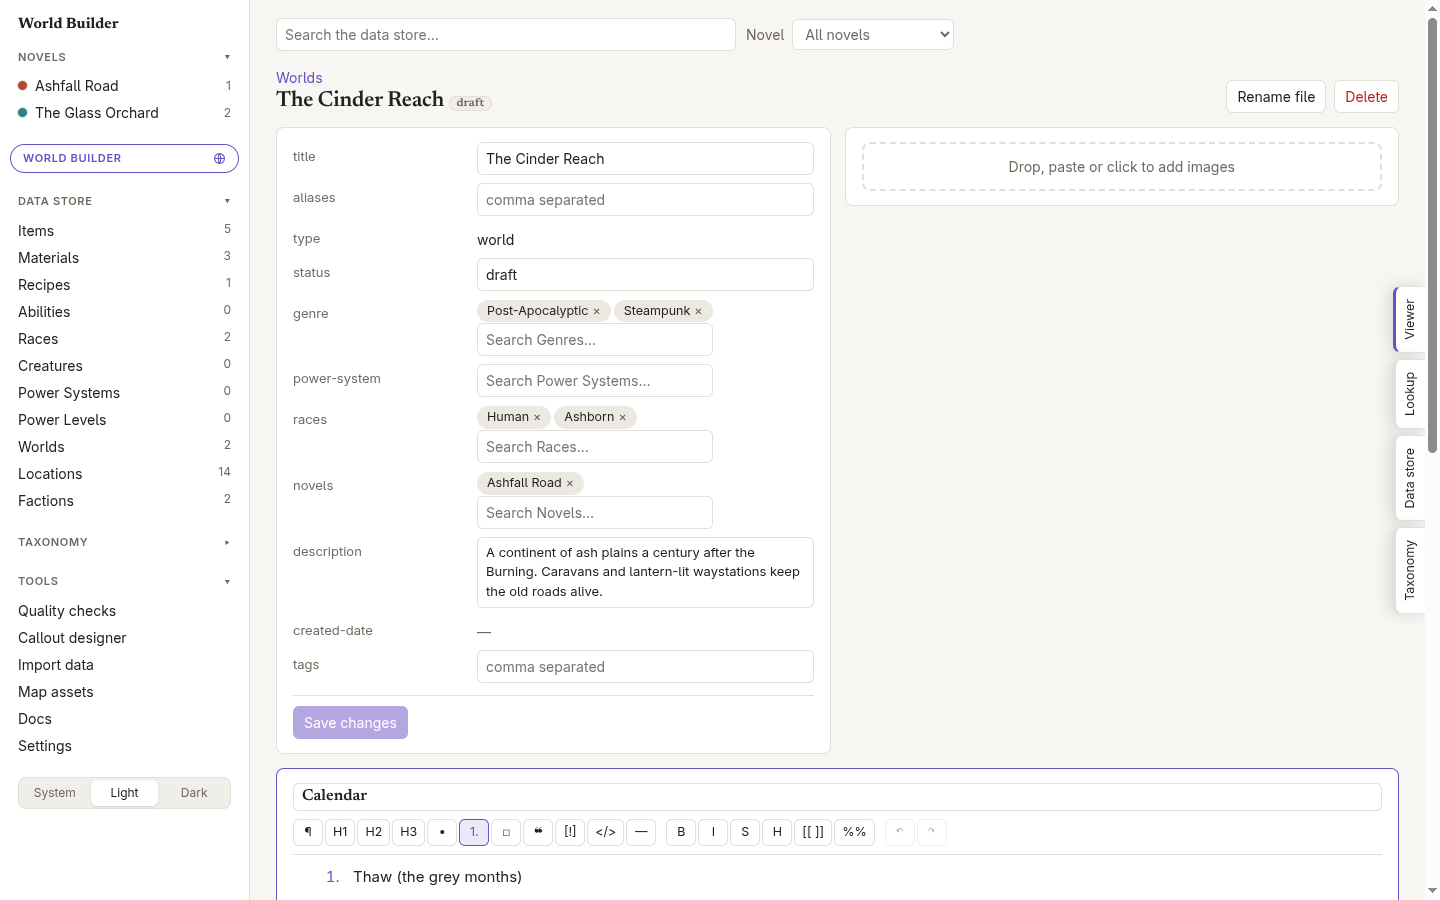 World Builder
NOVELS
Ashfall Road 1
The Glass Orchard 2
WORLD BUILDER
DATA STORE
Items 5
Materials 3
Recipes 1
Abilities 0
Races 2
Creatures 0
Power Systems 0
Power Levels 0
Worlds 2
Locations 14
Factions 2
TAXONOMY
TOOLS
Quality checks
Callout designer
Import data
Map assets
Docs
Settings
System Light Dark
Search the data store... Novel All novels
Worlds
The Cinder Reach draft
Rename file Delete
title The Cinder Reach
aliases comma separated
type world
status draft
genre Post-Apocalyptic × Steampunk ×
Search Genres...
power-system Search Power Systems...
races Human × Ashborn ×
Search Races...
novels Ashfall Road ×
Search Novels...
description A continent of ash plains a century after the
Burning. Caravans and lantern-lit waystations keep
the old roads alive.
created-date —
tags comma separated
Save changes
Drop, paste or click to add images
Viewer
Lookup
Data store
Taxonomy
Calendar
¶ H1 H2 H3 • 1. □ ❝ [!] </> — B I S H [[ ]] %% ↶ ↷
1. Thaw (the grey months)